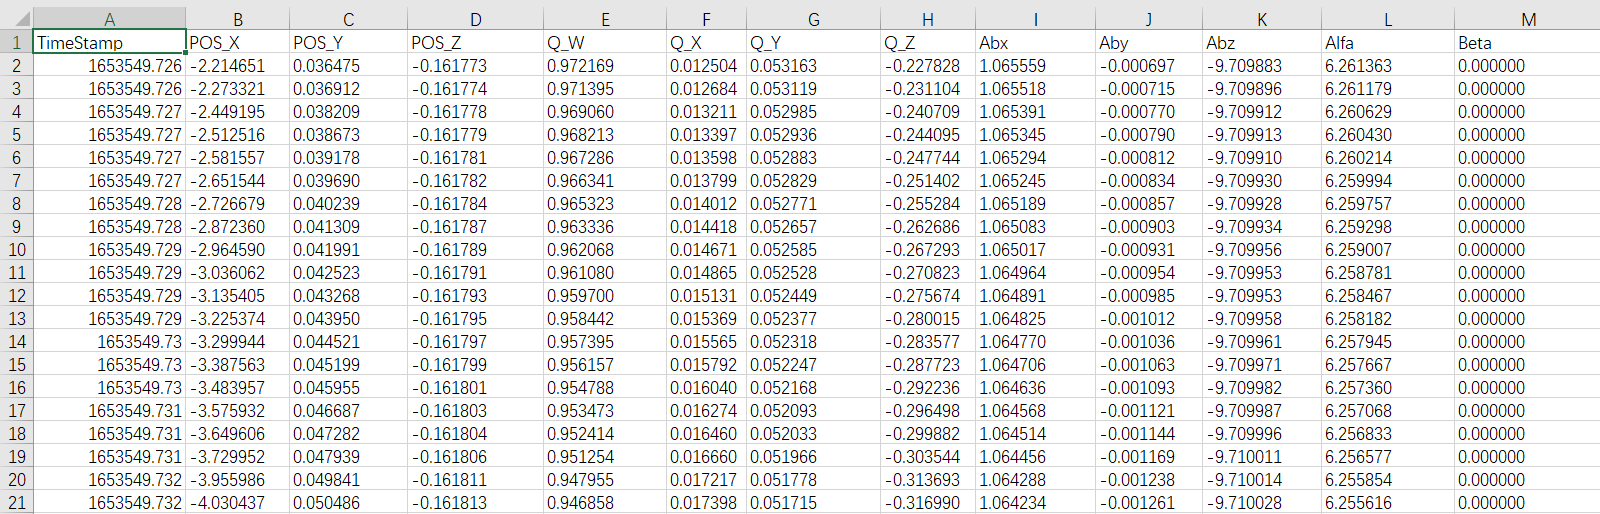 A B C D E F G H I J K L M
1 TimeStamp POS_X POS_Y POS_Z Q_W Q_X Q_Y Q_Z Abx Aby Abz Alfa Beta
2 1653549.726 -2.214651 0.036475 -0.161773 0.972169 0.012504 0.053163 -0.227828 1.065559 -0.000697 -9.709883 6.261363 0.000000
3 1653549.726 -2.273321 0.036912 -0.161774 0.971395 0.012684 0.053119 -0.231104 1.065518 -0.000715 -9.709896 6.261179 0.000000
4 1653549.727 -2.449195 0.038209 -0.161778 0.969060 0.013211 0.052985 -0.240709 1.065391 -0.000770 -9.709912 6.260629 0.000000
5 1653549.727 -2.512516 0.038673 -0.161779 0.968213 0.013397 0.052936 -0.244095 1.065345 -0.000790 -9.709913 6.260430 0.000000
6 1653549.727 -2.581557 0.039178 -0.161781 0.967286 0.013598 0.052883 -0.247744 1.065294 -0.000812 -9.709910 6.260214 0.000000
7 1653549.727 -2.651544 0.039690 -0.161782 0.966341 0.013799 0.052829 -0.251402 1.065245 -0.000834 -9.709930 6.259994 0.000000
8 1653549.728 -2.726679 0.040239 -0.161784 0.965323 0.014012 0.052771 -0.255284 1.065189 -0.000857 -9.709928 6.259757 0.000000
9 1653549.728 -2.872360 0.041309 -0.161787 0.963336 0.014418 0.052657 -0.262686 1.065083 -0.000903 -9.709934 6.259298 0.000000
10 1653549.729 -2.964590 0.041991 -0.161789 0.962068 0.014671 0.052585 -0.267293 1.065017 -0.000931 -9.709956 6.259007 0.000000
11 1653549.729 -3.036062 0.042523 -0.161791 0.961080 0.014865 0.052528 -0.270823 1.064964 -0.000954 -9.709953 6.258781 0.000000
12 1653549.729 -3.135405 0.043268 -0.161793 0.959700 0.015131 0.052449 -0.275674 1.064891 -0.000985 -9.709953 6.258467 0.000000
13 1653549.729 -3.225374 0.043950 -0.161795 0.958442 0.015369 0.052377 -0.280015 1.064825 -0.001012 -9.709958 6.258182 0.000000
14 1653549.73 -3.299944 0.044521 -0.161797 0.957395 0.015565 0.052318 -0.283577 1.064770 -0.001036 -9.709961 6.257945 0.000000
15 1653549.73 -3.387563 0.045199 -0.161799 0.956157 0.015792 0.052247 -0.287723 1.064706 -0.001063 -9.709971 6.257667 0.000000
16 1653549.73 -3.483957 0.045955 -0.161801 0.954788 0.016040 0.052168 -0.292236 1.064636 -0.001093 -9.709982 6.257360 0.000000
17 1653549.731 -3.575932 0.046687 -0.161803 0.953473 0.016274 0.052093 -0.296498 1.064568 -0.001121 -9.709987 6.257068 0.000000
18 1653549.731 -3.649606 0.047282 -0.161804 0.952414 0.016460 0.052033 -0.299882 1.064514 -0.001144 -9.709996 6.256833 0.000000
19 1653549.731 -3.729952 0.047939 -0.161806 0.951254 0.016660 0.051966 -0.303544 1.064456 -0.001169 -9.710011 6.256577 0.000000
20 1653549.732 -3.955986 0.049841 -0.161811 0.947955 0.017217 0.051778 -0.313693 1.064288 -0.001238 -9.710014 6.255854 0.000000
21 1653549.732 -4.030437 0.050486 -0.161813 0.946858 0.017398 0.051715 -0.316990 1.064234 -0.001261 -9.710028 6.255616 0.000000